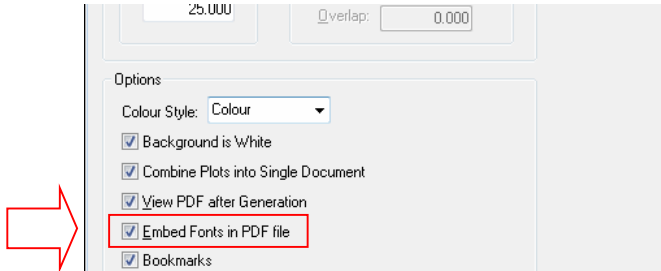 25.000
Overlap: 0.000
Options
Colour Style: Colour
Background is White
Combine Plots into Single Document
View PDF after Generation
Embed Fonts in PDF file
Bookmarks